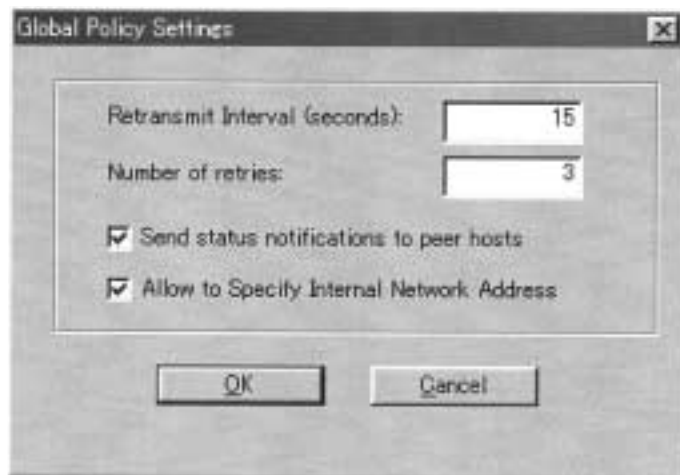 Global Policy Settings
Retransmit Interval (seconds): 15
Number of retries: 3
Send status notifications to peer hosts
Allow to Specify Internal Network Address
OK Cancel